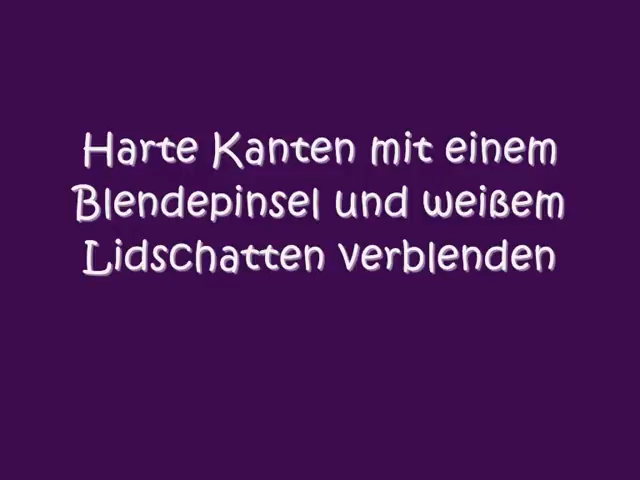 Harte Kanten mit einem
Blendepinsel und weißem
Lidschatten verblenden